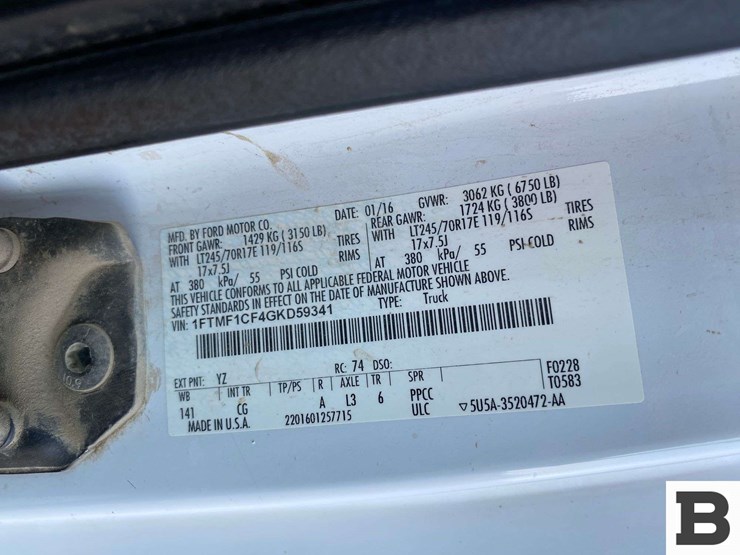 MFD. BY FORD MOTOR CO. DATE: 01/16 GVWR: 3062 KG ( 6750 LB)
FRONT GAWR: 1429 KG ( 3150 LB) REAR GAWR: 1724 KG ( 3800 LB)
WITH LT245/70R17E 119/116S TIRES WITH LT245/70R17E 119/116S TIRES
17x7.5J RIMS 17x7.5J RIMS
AT 380 kPa/ 55 PSI COLD AT 380 kPa/ 55 PSI COLD
THIS VEHICLE CONFORMS TO ALL APPLICABLE FEDERAL MOTOR VEHICLE
SAFETY STANDARDS IN EFFECT ON THE DATE OF MANUFACTURE SHOWN ABOVE.
VIN: 1FTMF1CF4GKD59341 TYPE: Truck
EXT PNT: YZ RC: 74 DSO: F0228
WB INT TR TP/PS R AXLE TR SPR T0583
141 CG A L3 6 PPCC
MADE IN U.S.A. 2201601257715 ULC ▽5U5A-3520472-AA
B